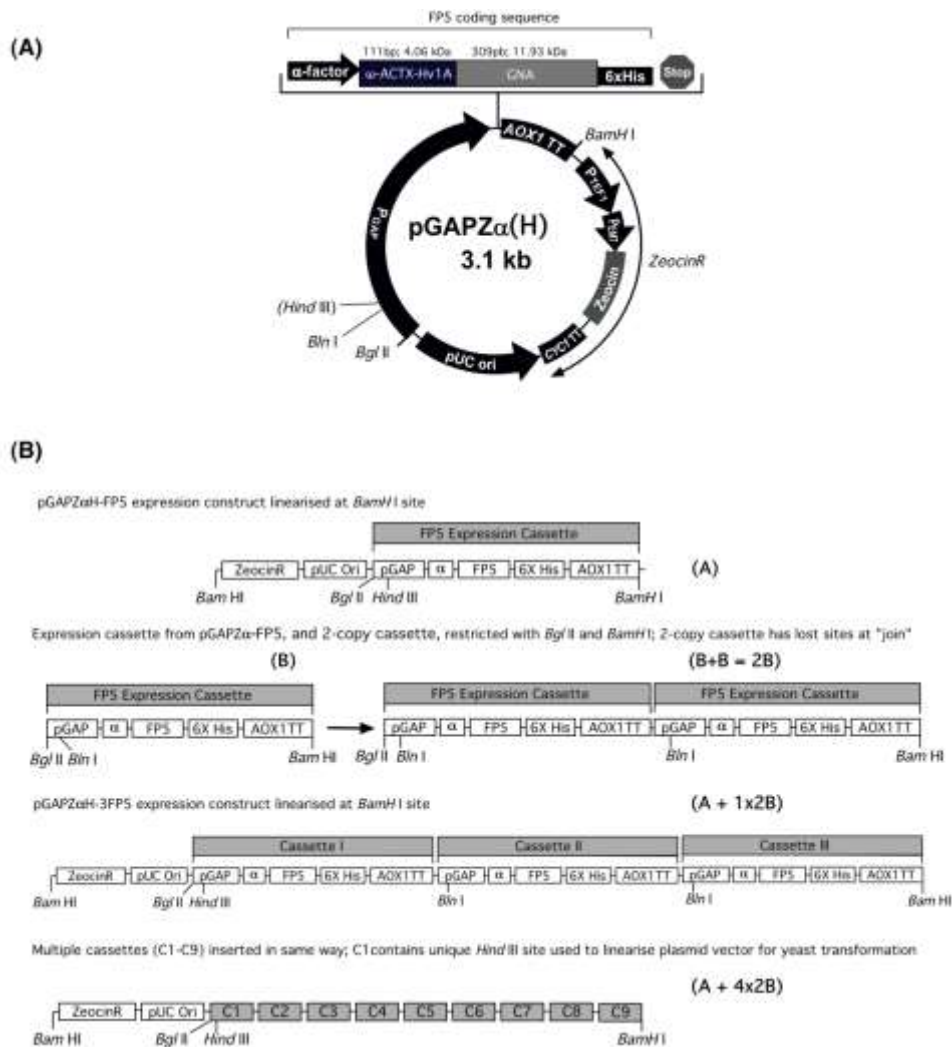 (A)
FP5 coding sequence
111bp; 4.06 kDa 309pb; 11.93 kDa
α-factor ω-ACTX-Hv1A GNA 6xHis Stop
AOX1 TT
BamH I
PTEF1
PEM7
Zeocin
ZeocinR
CYC1 TT
pUC ori
PGAP
pGAPZα(H)
3.1 kb
(Hind III)
Bln I
Bgl II
(B)
pGAPZαH-FP5 expression construct linearised at BamH I site
FP5 Expression Cassette
ZeocinR pUC Ori pGAP α FP5 6X His AOX1TT (A)
Bam HI Bgl II Hind III BamH I
Expression cassette from pGAPZα-FP5, and 2-copy cassette, restricted with Bgl II and BamH I; 2-copy cassette has lost sites at "join"
(B) (B+B = 2B)
FP5 Expression Cassette FP5 Expression Cassette FP5 Expression Cassette
pGAP α FP5 6X His AOX1TT pGAP α FP5 6X His AOX1TT pGAP α FP5 6X His AOX1TT
Bgl II Bln I Bam HI Bgl II Bln I Bln I Bam HI
pGAPZαH-3FP5 expression construct linearised at BamH I site (A + 1x2B)
Cassette I Cassette II Cassette III
ZeocinR pUC Ori pGAP α FP5 6X His AOX1TT pGAP α FP5 6X His AOX1TT pGAP α FP5 6X His AOX1TT
Bam HI Bgl II Hind III Bln I Bln I Bam HI
Multiple cassettes (C1-C9) inserted in same way; C1contains unique Hind III site used to linearise plasmid vector for yeast transformation
(A + 4x2B)
ZeocinR pUC Ori C1 C2 C3 C4 C5 C6 C7 C8 C9
Bam HI Bgl II Hind III BamH I